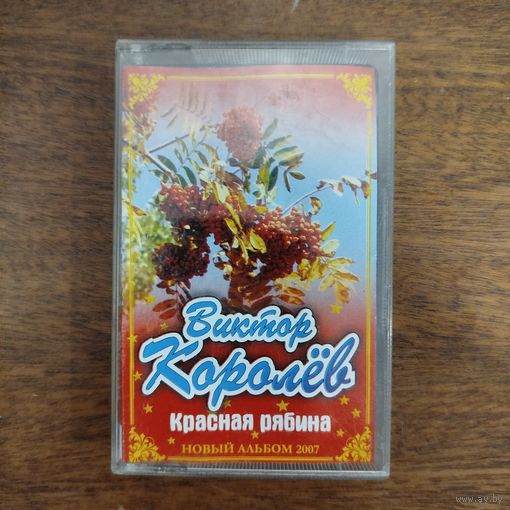 Виктор
Королёв
Красная рябина
НОВЫЙ АЛЬБОМ 2007
www.ay.by